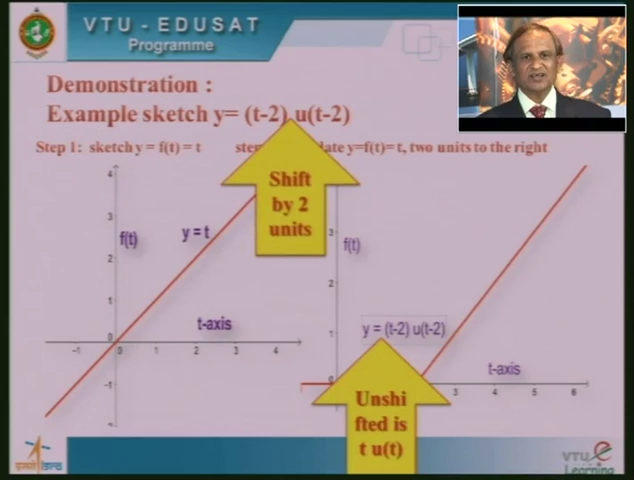 VTU - EDUSAT
Programme
Demonstration :
Example sketch y= (t-2) u(t-2)
Step 1: sketch y = f(t) = t
y=f(t)= t, two units to the right
Shift
by 2
units
4
3
2
1
0
-1
f(t)
y = t
t-axis
-1
0
1
2
3
4
3
2
1
0
f(t)
y = (t-2) u(t-2)
t-axis
3
4
5
6
Unshi
fted is
t u(t)
VTU e
Learning